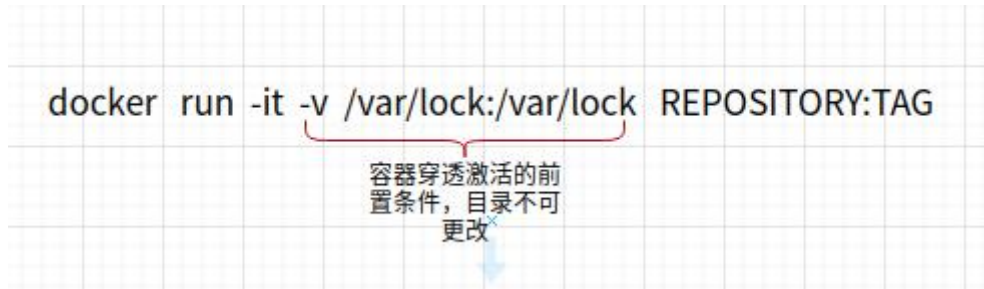 docker run -it -v /var/lock:/var/lock REPOSITORY:TAG
容器穿透激活的前
置条件，目录不可
更改